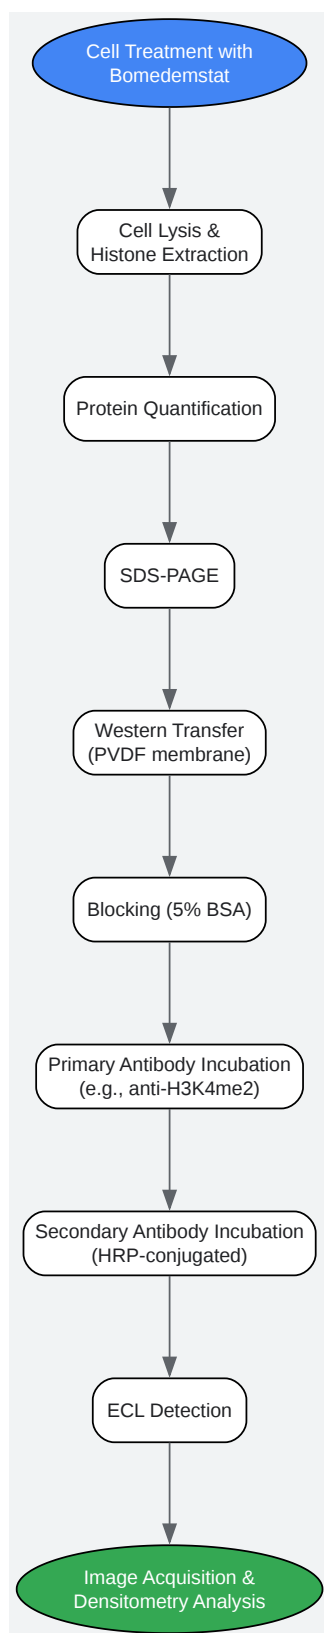 Cell Treatment with
Bomedemstat
Cell Lysis &
Histone Extraction
Protein Quantification
SDS-PAGE
Western Transfer
(PVDF membrane)
Blocking (5% BSA)
Primary Antibody Incubation
(e.g., anti-H3K4me2)
Secondary Antibody Incubation
(HRP-conjugated)
ECL Detection
Image Acquisition &
Densitometry Analysis